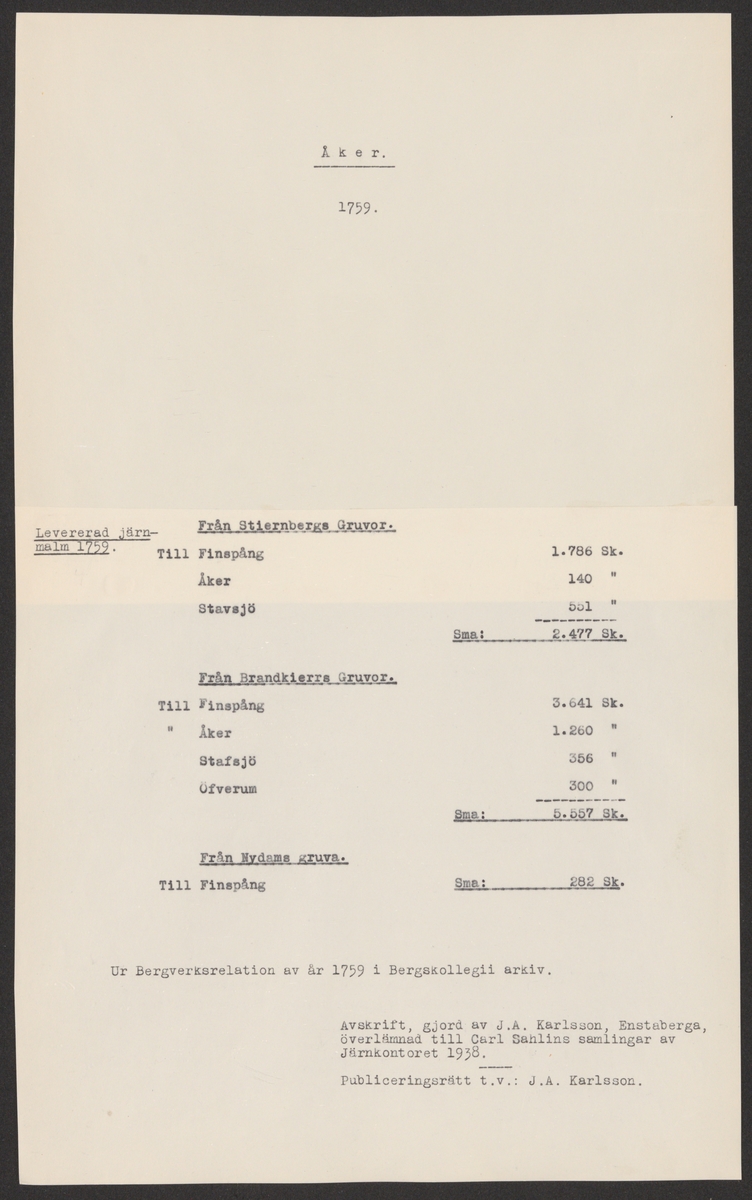 Å k e r.
1759.
Levererad järn-
malm 1759.
Från Stiernbergs Gruvor.
Till Finspång 1.786 Sk.
Åker 140 "
Stavsjö 551 "
Sma: 2.477 Sk.
Från Brandkierrs Gruvor.
Till Finspång 3.641 Sk.
" Åker 1.260 "
Stafsjö 356 "
Öfverum 300 "
Sma: 5.557 Sk.
Från Nydams gruva.
Till Finspång Sma: 282 Sk.
Ur Bergverksrelation av år 1759 i Bergskollegii arkiv.
Avskrift, gjord av J.A. Karlsson, Enstaberga,
överlämnad till Carl Sahlins samlingar av
Järnkontoret 1938.
Publiceringsrätt t.v.: J.A. Karlsson.